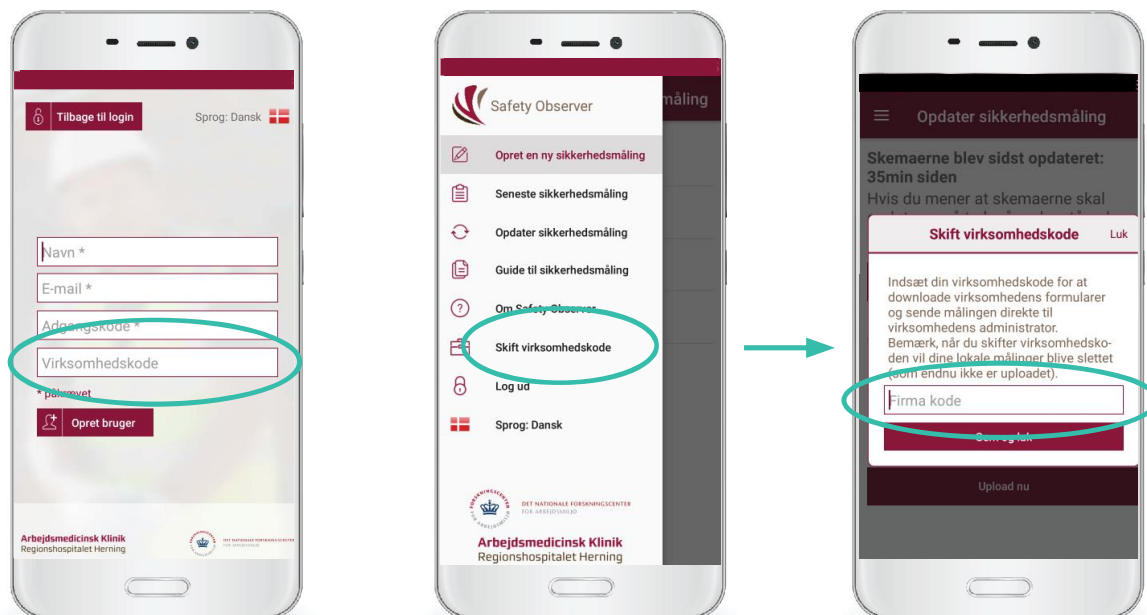 Tilbage til login
Sprog: Dansk
Navn *
E-mail *
Adgangskode *
Virksomhedskode
* påkrævet
Opret bruger
Arbejdsmedicinsk Klinik
Regionshospitalet Herning
DET NATIONALE FORSKNINGSCENTER
FOR ARBEJDSMILJØ
Safety Observer
måling
Opret en ny sikkerhedsmåling
Seneste sikkerhedsmåling
Opdater sikkerhedsmåling
Guide til sikkerhedsmåling
Om Safety Observer
Skift virksomhedskode
Log ud
Sprog: Dansk
DET NATIONALE FORSKNINGSCENTER
FOR ARBEJDSMILJØ
Arbejdsmedicinsk Klinik
Regionshospitalet Herning
Opdater sikkerhedsmåling
Skemaerne blev sidst opdateret:
35min siden
Hvis du mener at skemaerne skal
Skift virksomhedskode
Luk
Indsæt din virksomhedskode for at
downloade virksomhedens formularer
og sende målingen direkte til
virksomhedens administrator.
Bemærk, når du skifter virksomhedsko-
den vil dine lokale målinger blive slettet
(som endnu ikke er uploadet).
Firma kode
Gem og luk
Upload nu